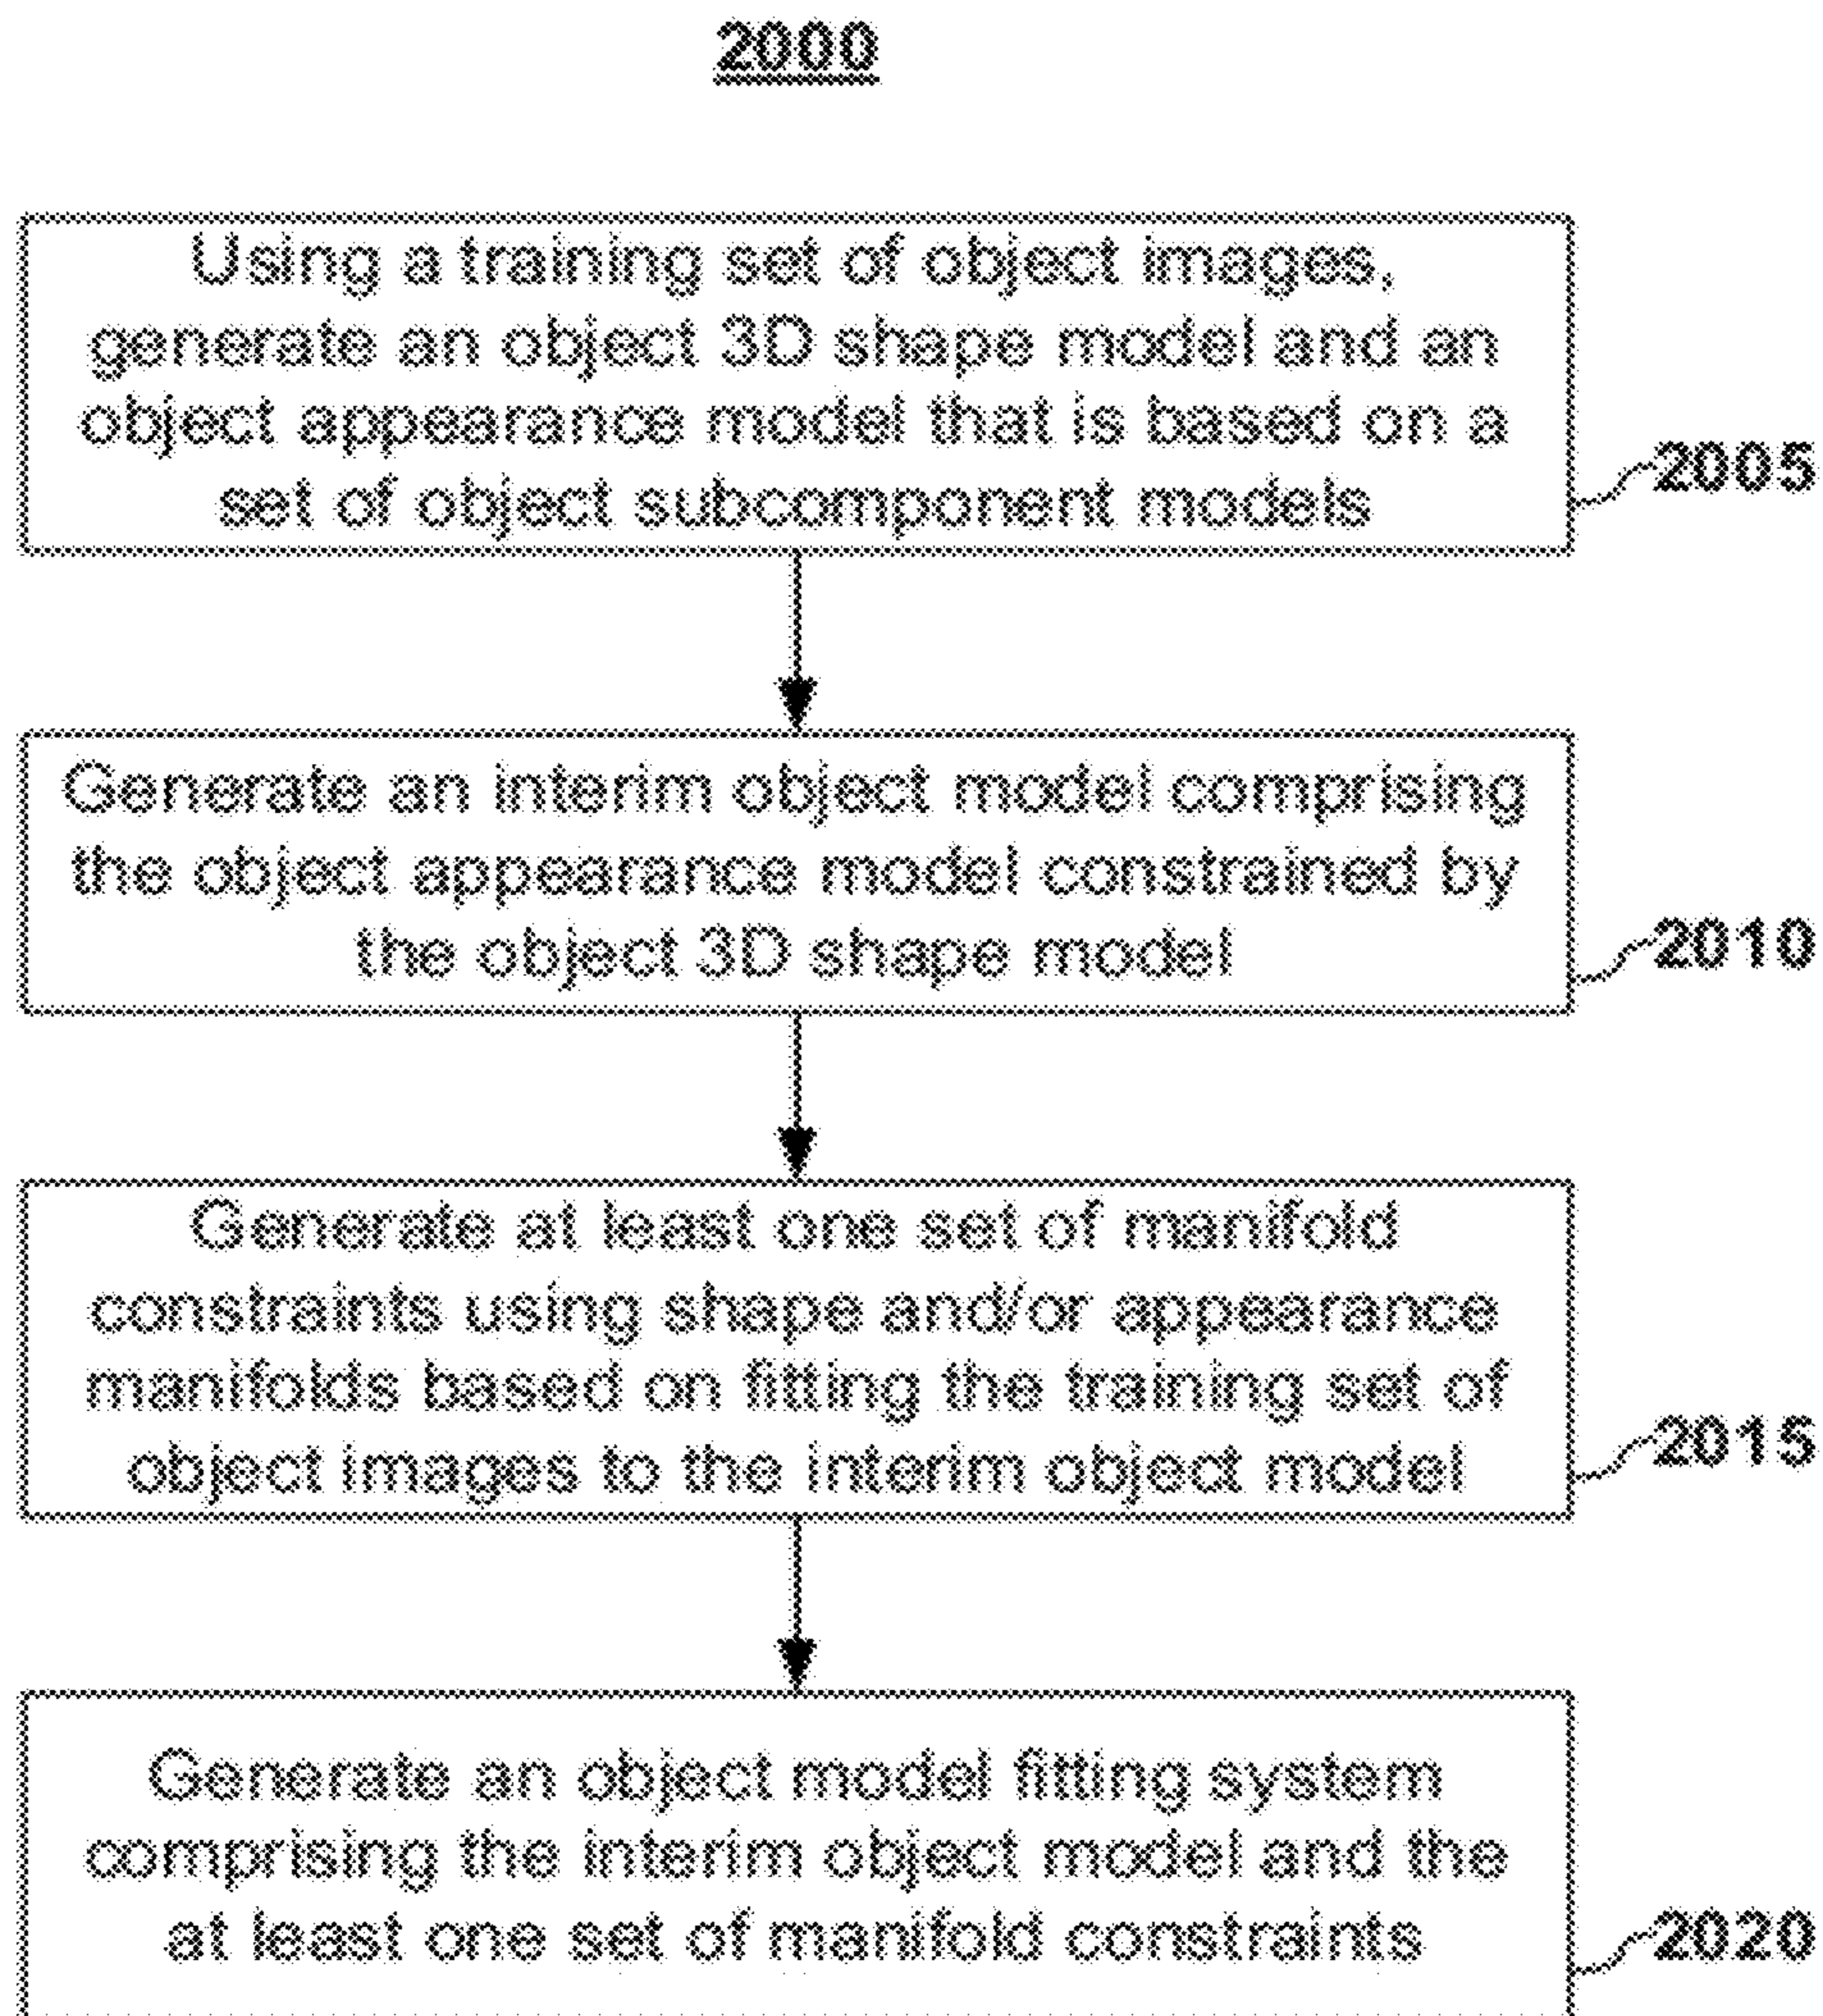 2000
Using a training set of object images,
generate an object 3D shape model and an
object appearance model that is based on a
set of object subcomponent models
2005
Generate an interim object model comprising
the object appearance model constrained by
the object 3D shape model
2010
Generate at least one set of manifold
constraints using shape and/or appearance
manifolds based on fitting the training set of
object images to the interim object model
2015
Generate an object model fitting system
comprising the interim object model and the
at least one set of manifold constraints
2020